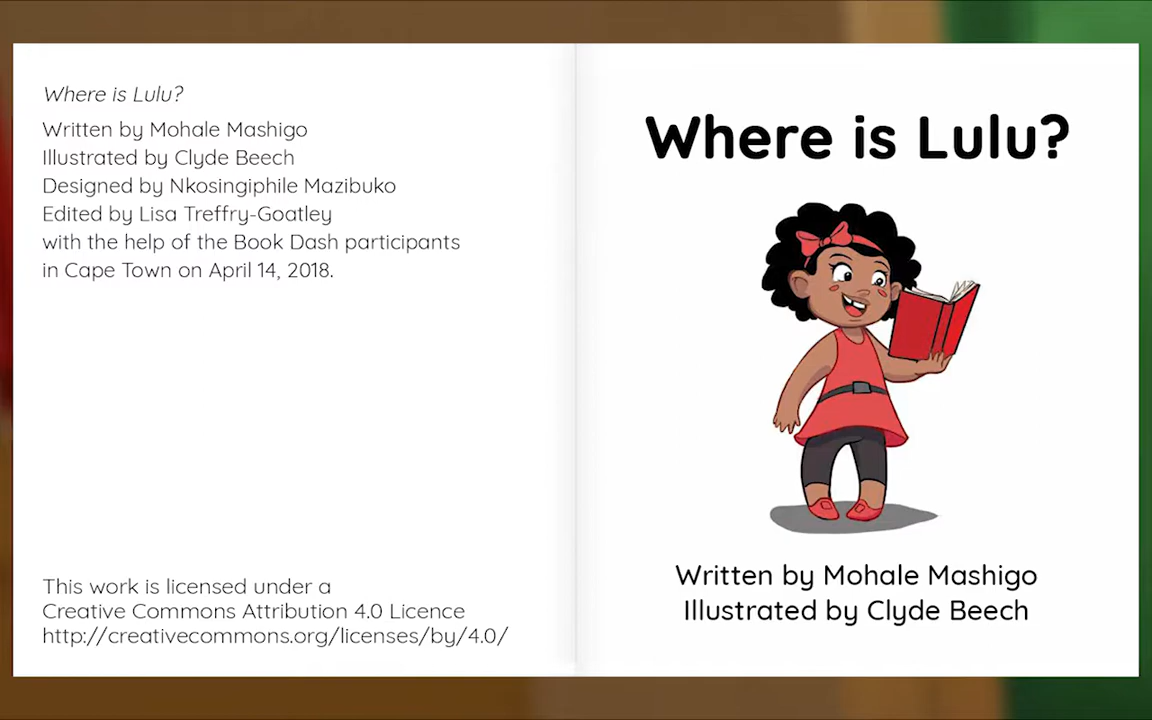 Where is Lulu?
Written by Mohale Mashigo
Illustrated by Clyde Beech
Designed by Nkosingiphile Mazibuko
Edited by Lisa Treffry-Goatley
with the help of the Book Dash participants
in Cape Town on April 14, 2018.
This work is licensed under a
Creative Commons Attribution 4.0 Licence
http://creativecommons.org/licenses/by/4.0/
Where is Lulu?
Written by Mohale Mashigo
Illustrated by Clyde Beech